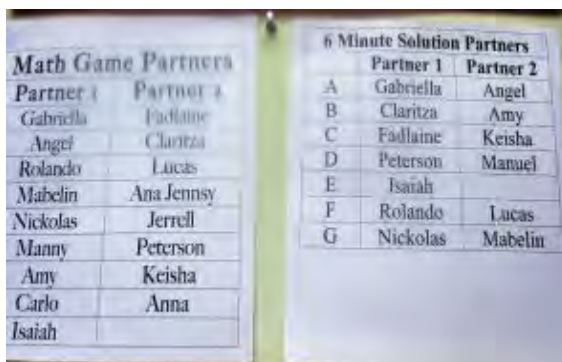 Math Game Partners
Partner 1 Partner 2
Gabriella Fadlaine
Angel Claritza
Rolando Lucas
Mabelin Ana Jennsy
Nickolas Jerrell
Manny Peterson
Amy Keisha
Carlo Anna
Isaiah
6 Minute Solution Partners
Partner 1 Partner 2
A Gabriella Angel
B Claritza Amy
C Fadlaine Keisha
D Peterson Manuel
E Isaiah
F Rolando Lucas
G Nickolas Mabelin